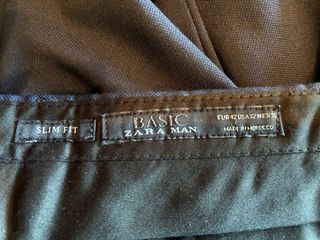 SLIM FIT
BASIC
ZARA MAN
EUR 42 USA 32 MEX 32
MADE IN MOROCCO